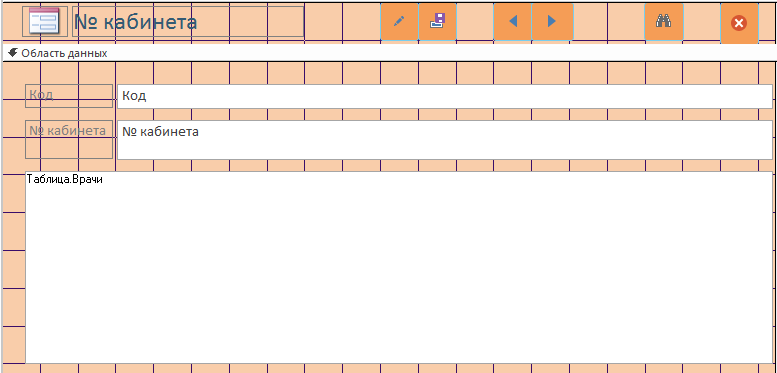 № кабинета
Область данных
Код Код
№ кабинета № кабинета
Таблица.Врачи